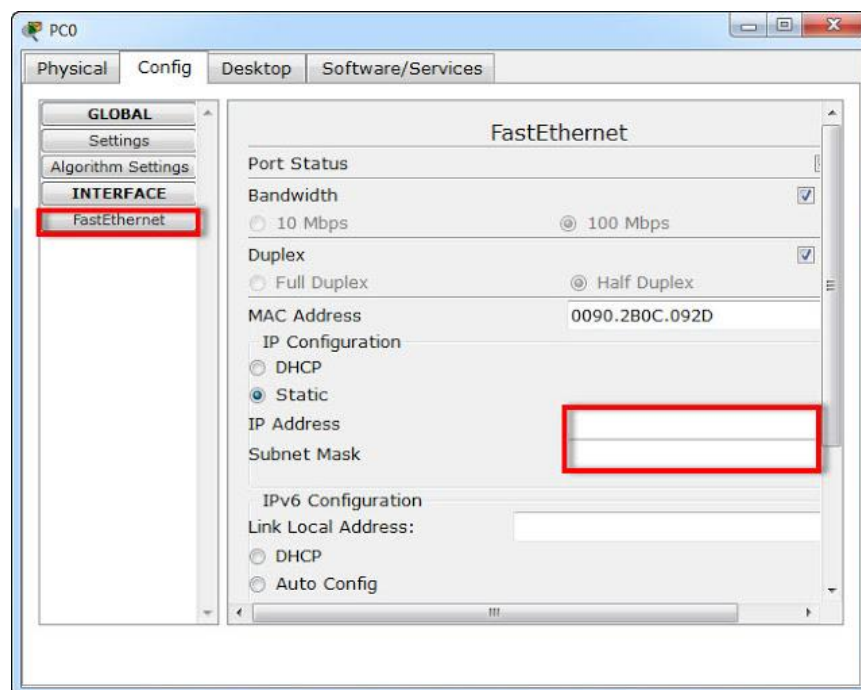 PC0
Physical Config Desktop Software/Services
GLOBAL
Settings
Algorithm Settings
INTERFACE
FastEthernet
FastEthernet
Port Status
Bandwidth
10 Mbps 100 Mbps
Duplex
Full Duplex Half Duplex
MAC Address 0090.2B0C.092D
IP Configuration
DHCP
Static
IP Address
Subnet Mask
IPv6 Configuration
Link Local Address:
DHCP
Auto Config